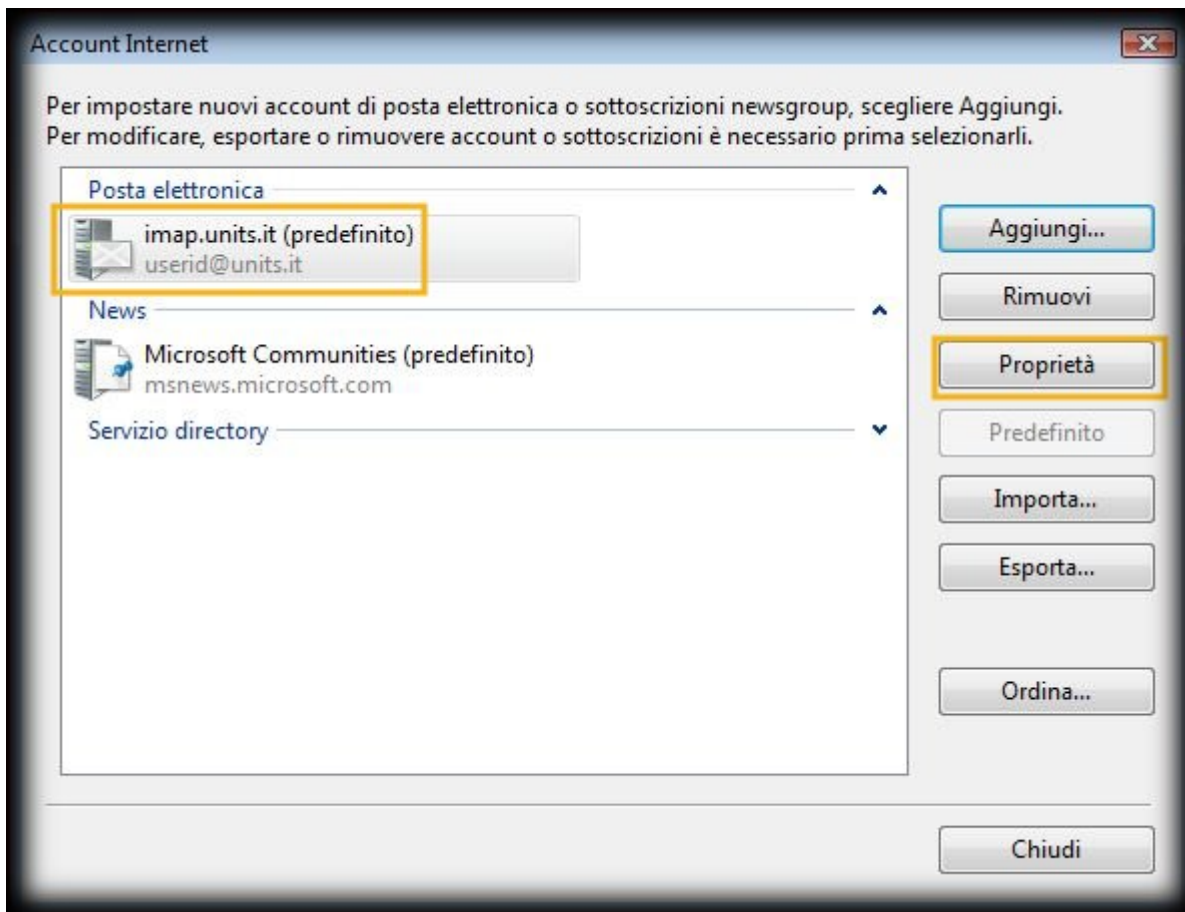 Account Internet
Per impostare nuovi account di posta elettronica o sottoscrizioni newsgroup, scegliere Aggiungi.
Per modificare, esportare o rimuovere account o sottoscrizioni è necessario prima selezionarli.
Posta elettronica
imap.units.it (predefinito)
userid@units.it
News
Microsoft Communities (predefinito)
msnews.microsoft.com
Servizio directory
Aggiungi...
Rimuovi
Proprietà
Predefinito
Importa...
Esporta...
Ordina...
Chiudi